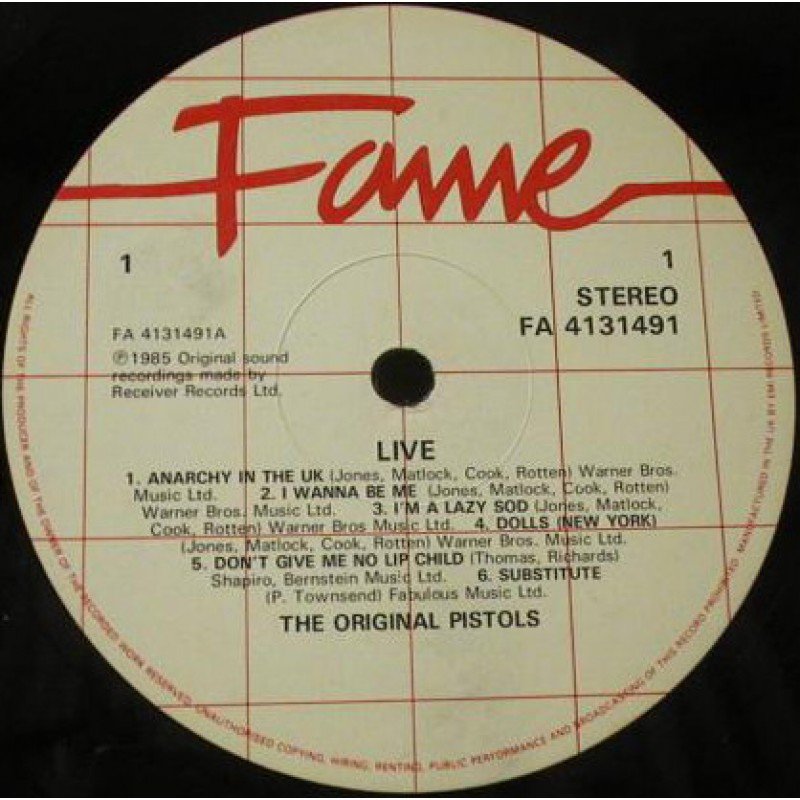 Fame
1
1
STEREO
FA 4131491
FA 4131491A
℗1985 Original sound
recordings made by
Receiver Records Ltd.
LIVE
1. ANARCHY IN THE UK (Jones, Matlock, Cook, Rotten) Warner Bros.
Music Ltd. 2. I WANNA BE ME (Jones, Matlock, Cook, Rotten)
Warner Bros. Music Ltd. 3. I'M A LAZY SOD (Jones, Matlock,
Cook, Rotten) Warner Bros Music Ltd. 4. DOLLS (NEW YORK)
(Jones, Matlock, Cook, Rotten) Warner Bros. Music Ltd.
5. DON'T GIVE ME NO LIP CHILD (Thomas, Richards)
Shapiro, Bernstein Music Ltd. 6. SUBSTITUTE
(P. Townsend) Fabulous Music Ltd.
THE ORIGINAL PISTOLS
ALL RIGHTS OF THE PRODUCER AND OF THE OWNER OF THE RECORDED WORK RESERVED. UNAUTHORISED COPYING, HIRING, RENTING, PUBLIC PERFORMANCE AND BROADCASTING OF THIS RECORD PROHIBITED. MANUFACTURED IN THE UK BY EMI RECORDS LIMITED